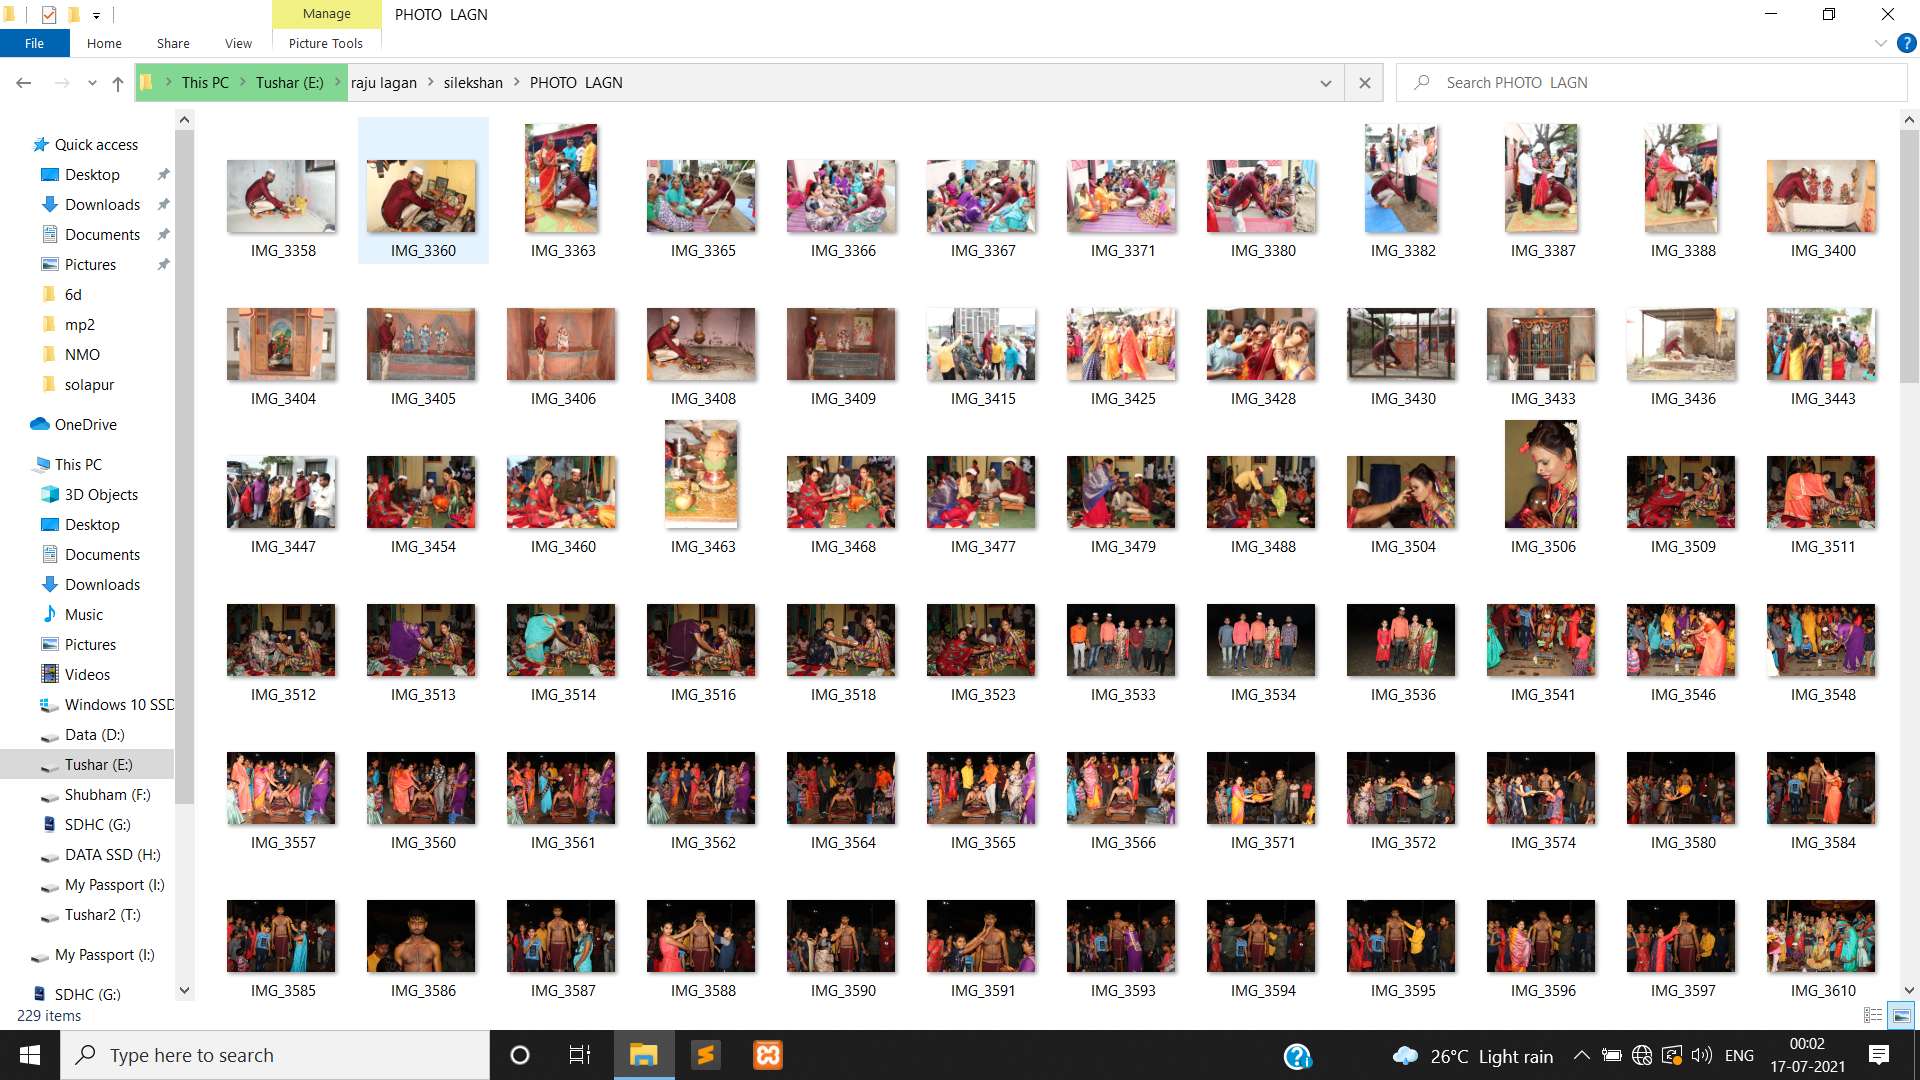 Manage
PHOTO  LAGN
File
Home
Share
View
Picture Tools
This PC
Tushar (E:)
raju lagan
silekshan
PHOTO  LAGN
Search PHOTO  LAGN
Quick access
Desktop
Downloads
Documents
Pictures
6d
mp2
NMO
solapur
OneDrive
This PC
3D Objects
Desktop
Documents
Downloads
Music
Pictures
Videos
Windows 10 SSD
Data (D:)
Tushar (E:)
Shubham (F:)
SDHC (G:)
DATA SSD (H:)
My Passport (I:)
Tushar2 (T:)
My Passport (I:)
SDHC (G:)
IMG_3358 IMG_3360 IMG_3363 IMG_3365 IMG_3366 IMG_3367 IMG_3371 IMG_3380 IMG_3382 IMG_3387 IMG_3388 IMG_3400
IMG_3404 IMG_3405 IMG_3406 IMG_3408 IMG_3409 IMG_3415 IMG_3425 IMG_3428 IMG_3430 IMG_3433 IMG_3436 IMG_3443
IMG_3447 IMG_3454 IMG_3460 IMG_3463 IMG_3468 IMG_3477 IMG_3479 IMG_3488 IMG_3504 IMG_3506 IMG_3509 IMG_3511
IMG_3512 IMG_3513 IMG_3514 IMG_3516 IMG_3518 IMG_3523 IMG_3533 IMG_3534 IMG_3536 IMG_3541 IMG_3546 IMG_3548
IMG_3557 IMG_3560 IMG_3561 IMG_3562 IMG_3564 IMG_3565 IMG_3566 IMG_3571 IMG_3572 IMG_3574 IMG_3580 IMG_3584
IMG_3585 IMG_3586 IMG_3587 IMG_3588 IMG_3590 IMG_3591 IMG_3593 IMG_3594 IMG_3595 IMG_3596 IMG_3597 IMG_3610
229 items
Type here to search
26°C Light rain
ENG
00:02
17-07-2021